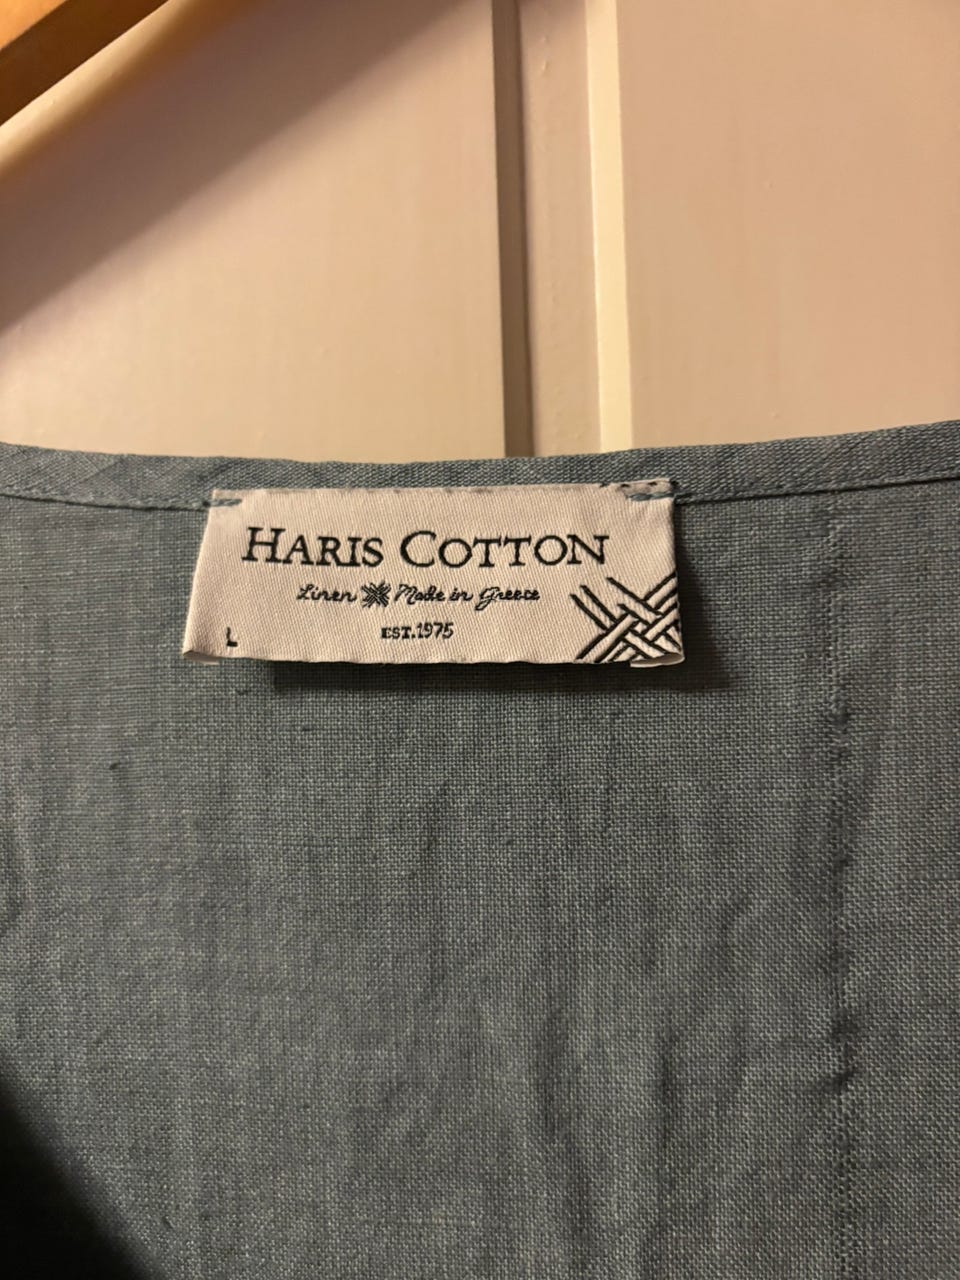 HARIS COTTON
Linen Made in Greece
EST.1975
L